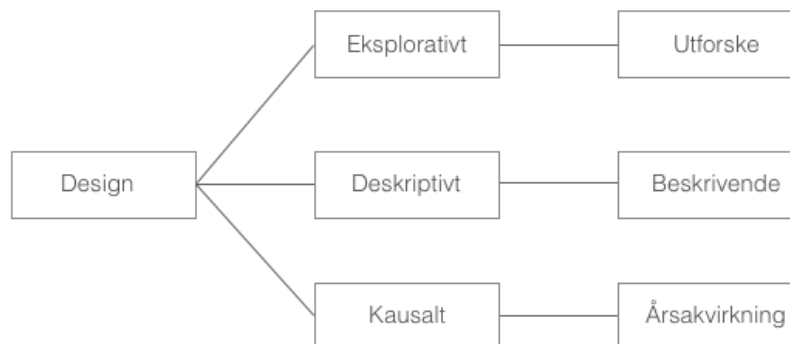 Eksplorativt
Utforske
Design
Deskriptivt
Beskrivende
Kausalt
Årsakvirkning